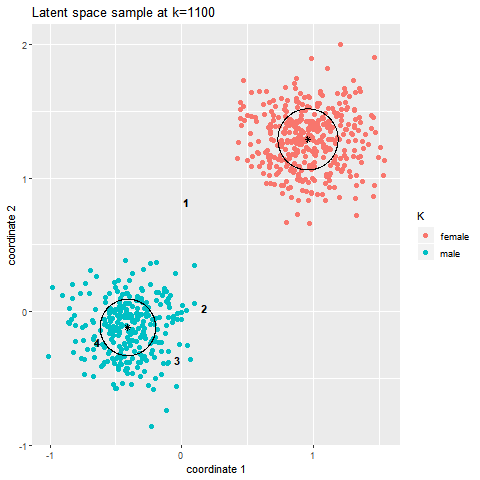 Latent space sample at k=1100
2
1
0
-1
coordinate 2
1
2
3
4
-1
0
1
coordinate 1
K
female
male